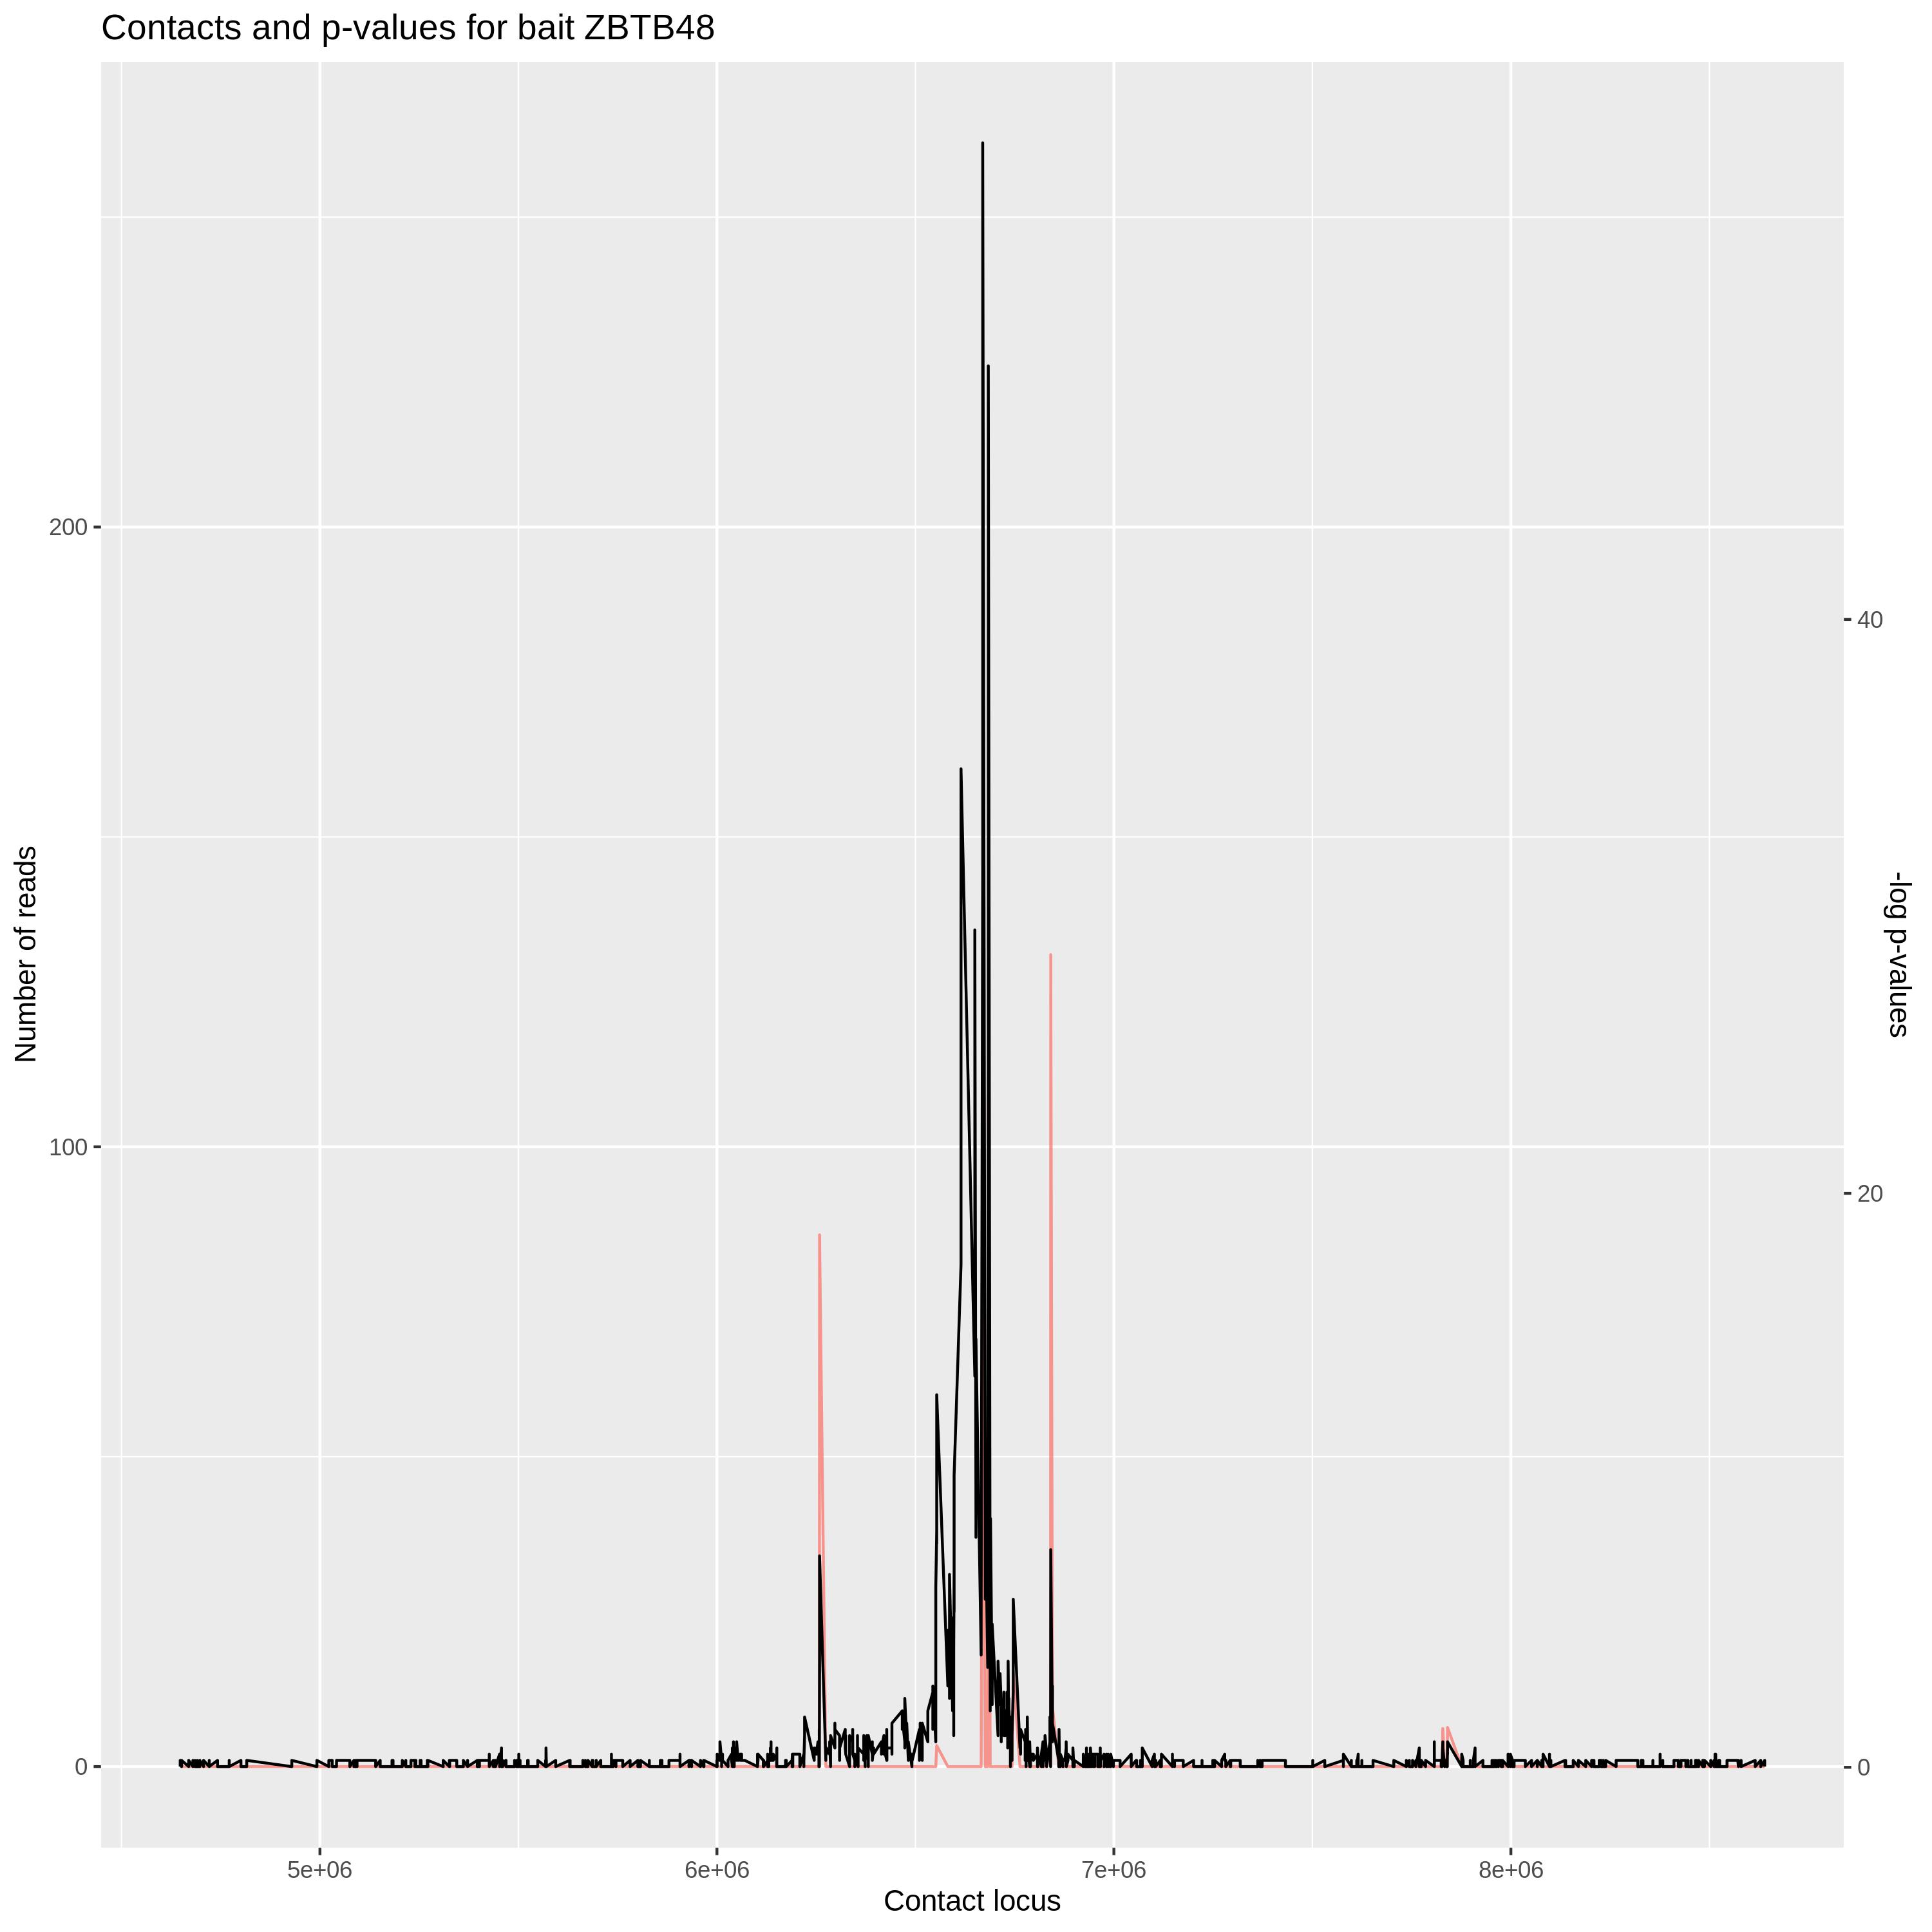 Contacts and p-values for bait ZBTB48
Number of reads
200
100
0
40
20
0
-log p-values
5e+06 6e+06 7e+06 8e+06
Contact locus